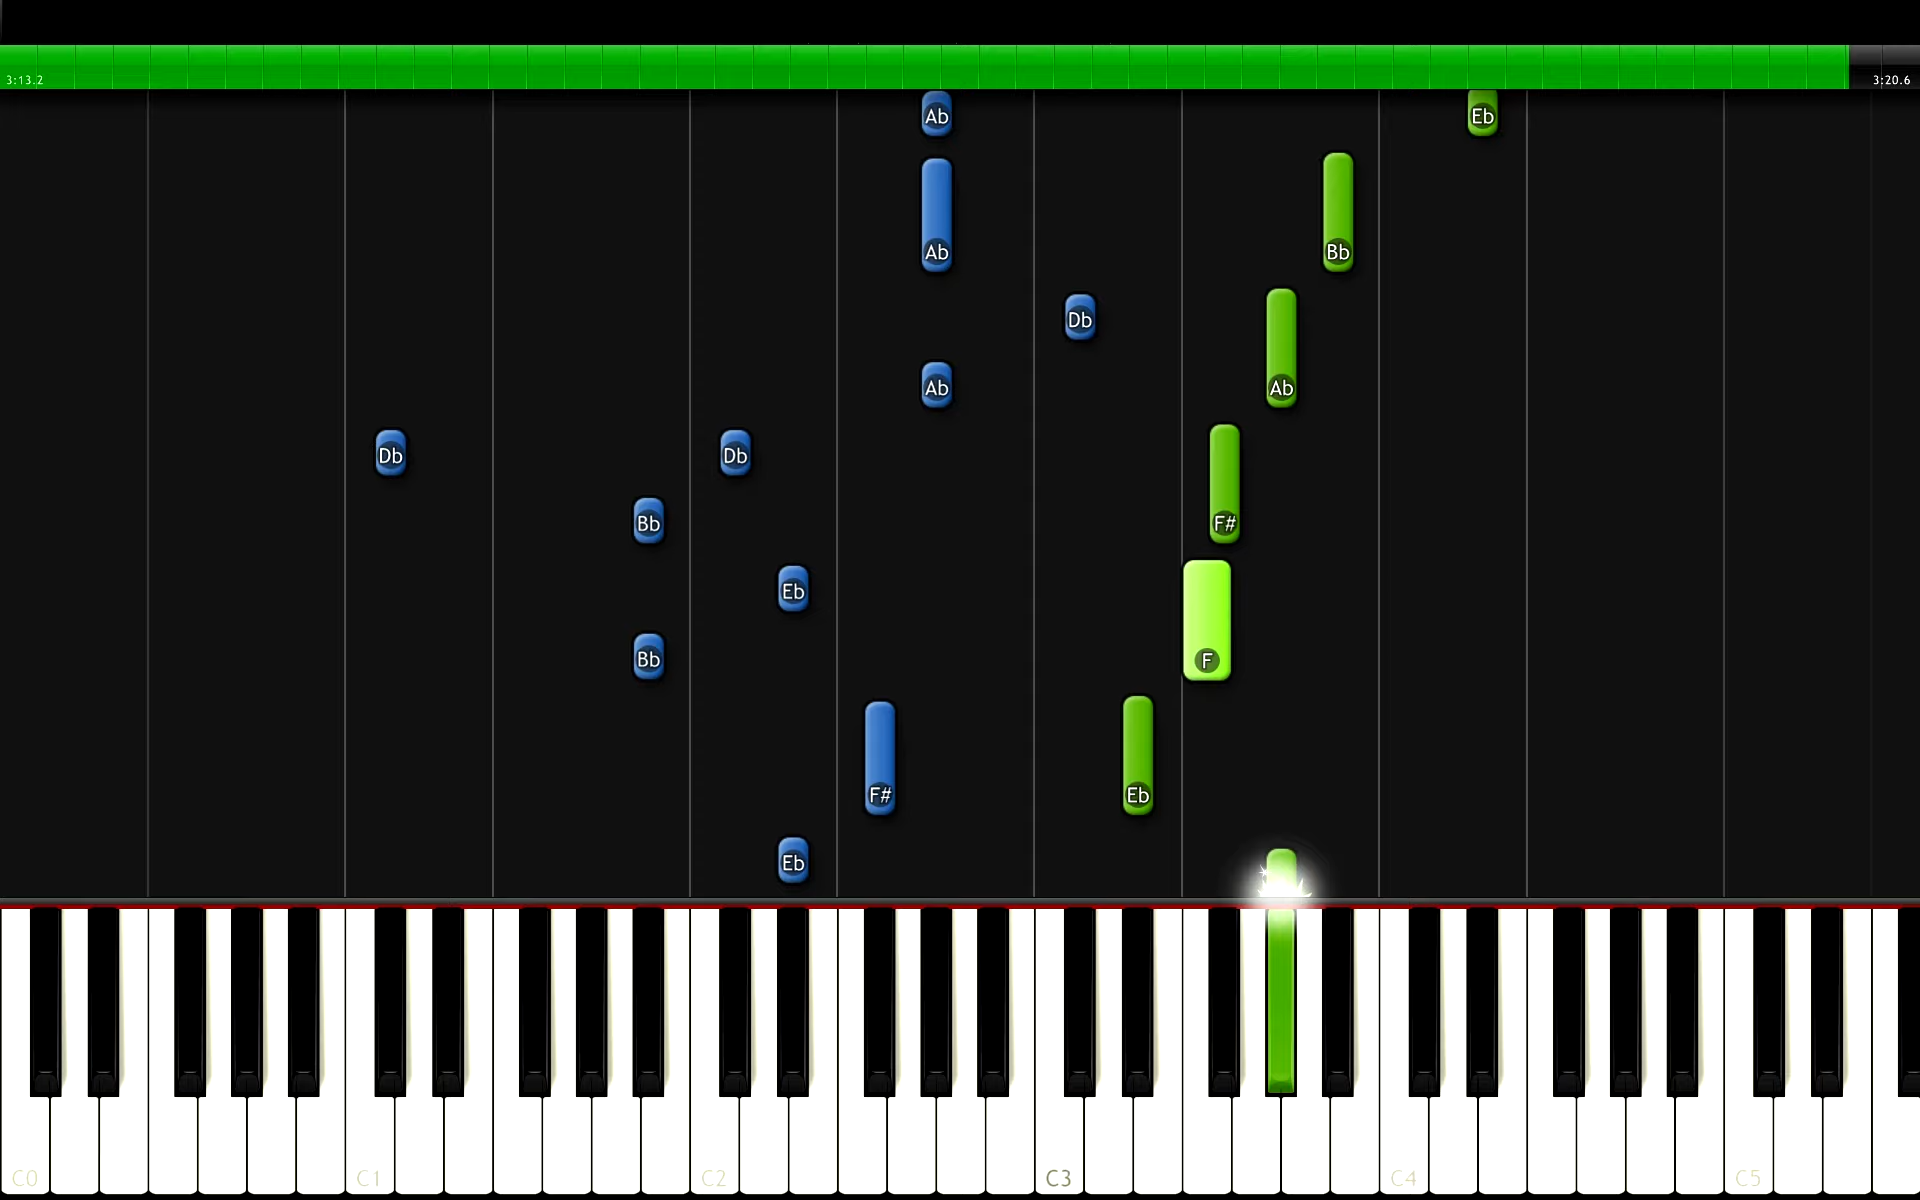 3:13.2 3:20.6
Ab Eb
Ab Bb
Db
Ab Ab
Db Db
Bb F#
Eb
Bb F
F# Eb
Eb
C0 C1 C2 C3 C4 C5